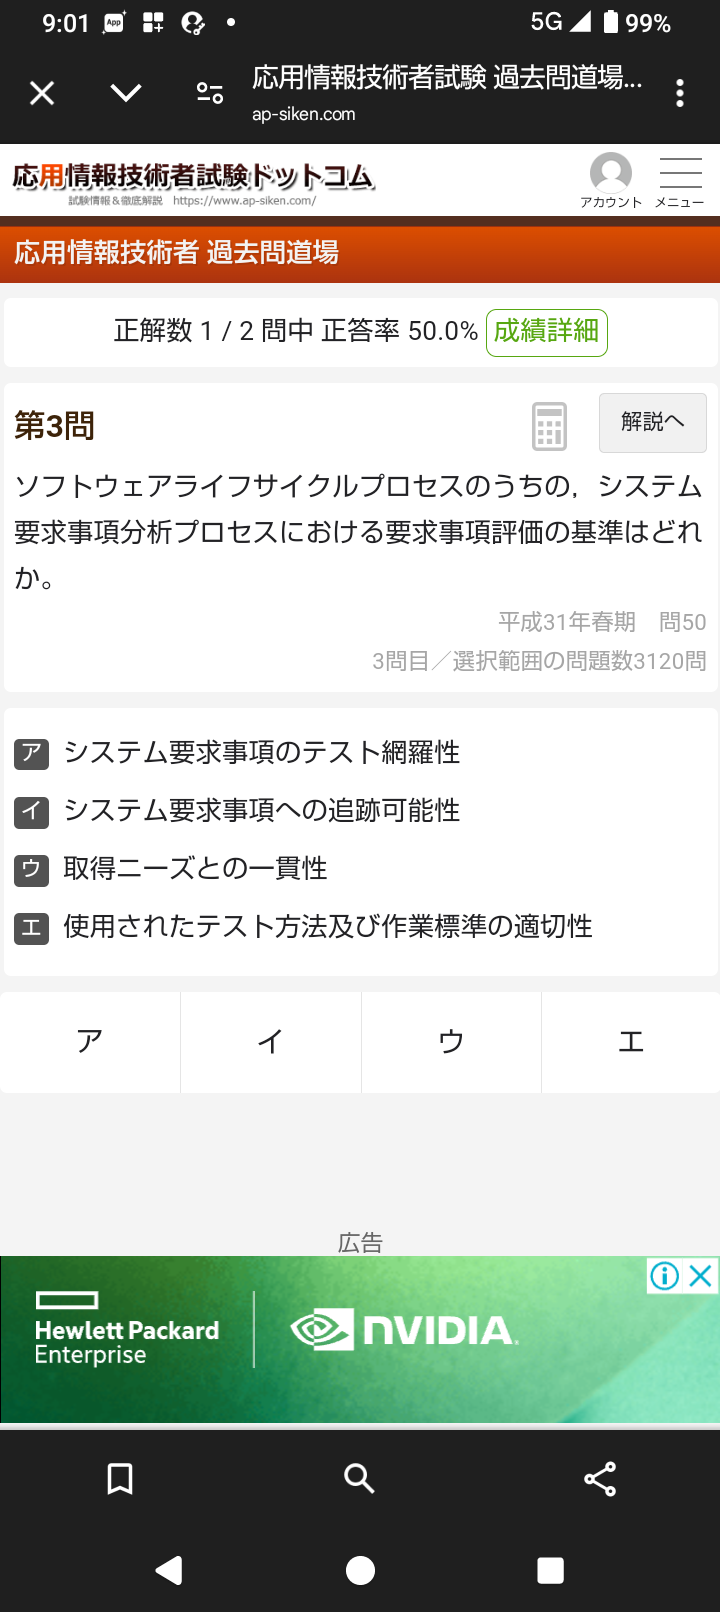 9:01
App
5G 99%
応用情報技術者試験 過去問道場...
ap-siken.com
応用情報技術者試験ドットコム
試験情報＆徹底解説 https://www.ap-siken.com/
アカウント メニュー
応用情報技術者 過去問道場
正解数 1 / 2 問中 正答率 50.0% 成績詳細
第3問 解説へ
ソフトウェアライフサイクルプロセスのうちの，システム
要求事項分析プロセスにおける要求事項評価の基準はどれ
か。
平成31年春期　問50
3問目／選択範囲の問題数3120問
ア システム要求事項のテスト網羅性
イ システム要求事項への追跡可能性
ウ 取得ニーズとの一貫性
エ 使用されたテスト方法及び作業標準の適切性
ア イ ウ エ
広告
Hewlett Packard
Enterprise
NVIDIA.